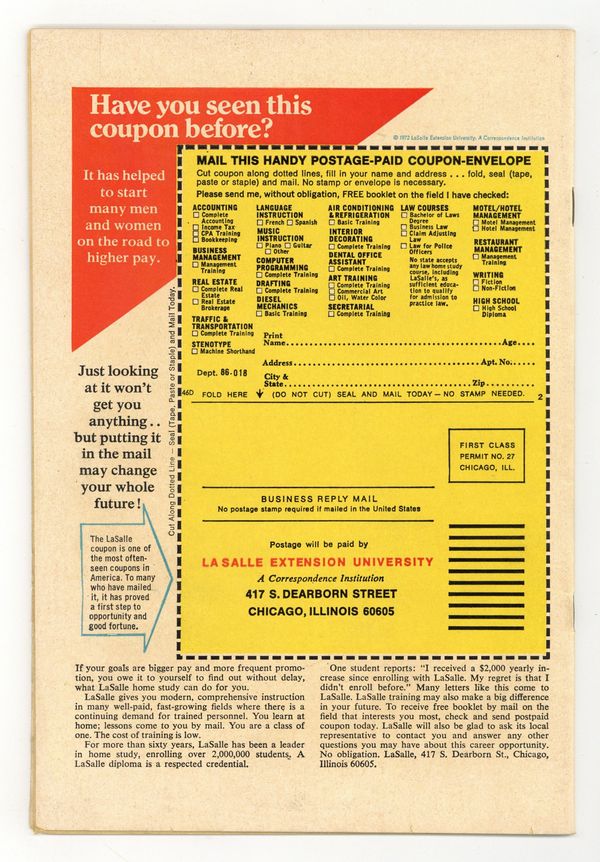 Have you seen this
coupon before?
© 1972 LaSalle Extension University. A Correspondence Institution
It has helped
to start
many men
and women
on the road to
higher pay.
Just looking
at it won't
get you
anything . .
but putting it
in the mail
may change
your whole
future!
The LaSalle
coupon is one of
the most often-
seen coupons in
America. To many
who have mailed
it, it has proved
a first step to
opportunity and
good fortune.
Cut Along Dotted Line — Seal (Tape, Paste or Staple) and Mail Today.
MAIL THIS HANDY POSTAGE-PAID COUPON-ENVELOPE
Cut coupon along dotted lines, fill in your name and address . . . fold, seal (tape,
paste or staple) and mail. No stamp or envelope is necessary.
Please send me, without obligation, FREE booklet on the field I have checked:
ACCOUNTING
Complete
Accounting
Income Tax
CPA Training
Bookkeeping
BUSINESS
MANAGEMENT
Management
Training
REAL ESTATE
Complete Real
Estate
Real Estate
Brokerage
TRAFFIC &
TRANSPORTATION
Complete Training
STENOTYPE
Machine Shorthand
LANGUAGE
INSTRUCTION
French Spanish
MUSIC
INSTRUCTION
Piano Guitar
Other
COMPUTER
PROGRAMMING
Complete Training
DRAFTING
Complete Training
DIESEL
MECHANICS
Basic Training
AIR CONDITIONING
& REFRIGERATION
Basic Training
INTERIOR
DECORATING
Complete Training
DENTAL OFFICE
ASSISTANT
Complete Training
ART TRAINING
Complete Training
Commercial Art
Oil, Water Color
SECRETARIAL
Complete Training
LAW COURSES
Bachelor of Laws
Degree
Business Law
Claim Adjusting
Law
Law for Police
Officers
No state accepts
any law home study
course, including
LaSalle's, as
sufficient educa-
tion to qualify
for admission to
practice law.
MOTEL/HOTEL
MANAGEMENT
Motel Management
Hotel Management
RESTAURANT
MANAGEMENT
Management
Training
WRITING
Fiction
Non-Fiction
HIGH SCHOOL
High School
Diploma
Print
Name Age
Address Apt. No.
Dept. 86-018
City &
State Zip
46D FOLD HERE ↓ (DO NOT CUT) SEAL AND MAIL TODAY — NO STAMP NEEDED. 2
FIRST CLASS
PERMIT NO. 27
CHICAGO, ILL.
BUSINESS REPLY MAIL
No postage stamp required if mailed in the United States
Postage will be paid by
LA SALLE EXTENSION UNIVERSITY
A Correspondence Institution
417 S. DEARBORN STREET
CHICAGO, ILLINOIS 60605
If your goals are bigger pay and more frequent promo-
tion, you owe it to yourself to find out without delay,
what LaSalle home study can do for you.
LaSalle gives you modern, comprehensive instruction
in many well-paid, fast-growing fields where there is a
continuing demand for trained personnel. You learn at
home; lessons come to you by mail. You are a class of
one. The cost of training is low.
For more than sixty years, LaSalle has been a leader
in home study, enrolling over 2,000,000 students. A
LaSalle diploma is a respected credential.
One student reports: "I received a $2,000 yearly in-
crease since enrolling with LaSalle. My regret is that I
didn't enroll before." Many letters like this come to
LaSalle. LaSalle training may also make a big difference
in your future. To receive free booklet by mail on the
field that interests you most, check and send postpaid
coupon today. LaSalle will also be glad to ask its local
representative to contact you and answer any other
questions you may have about this career opportunity.
No obligation. LaSalle, 417 S. Dearborn St., Chicago,
Illinois 60605.